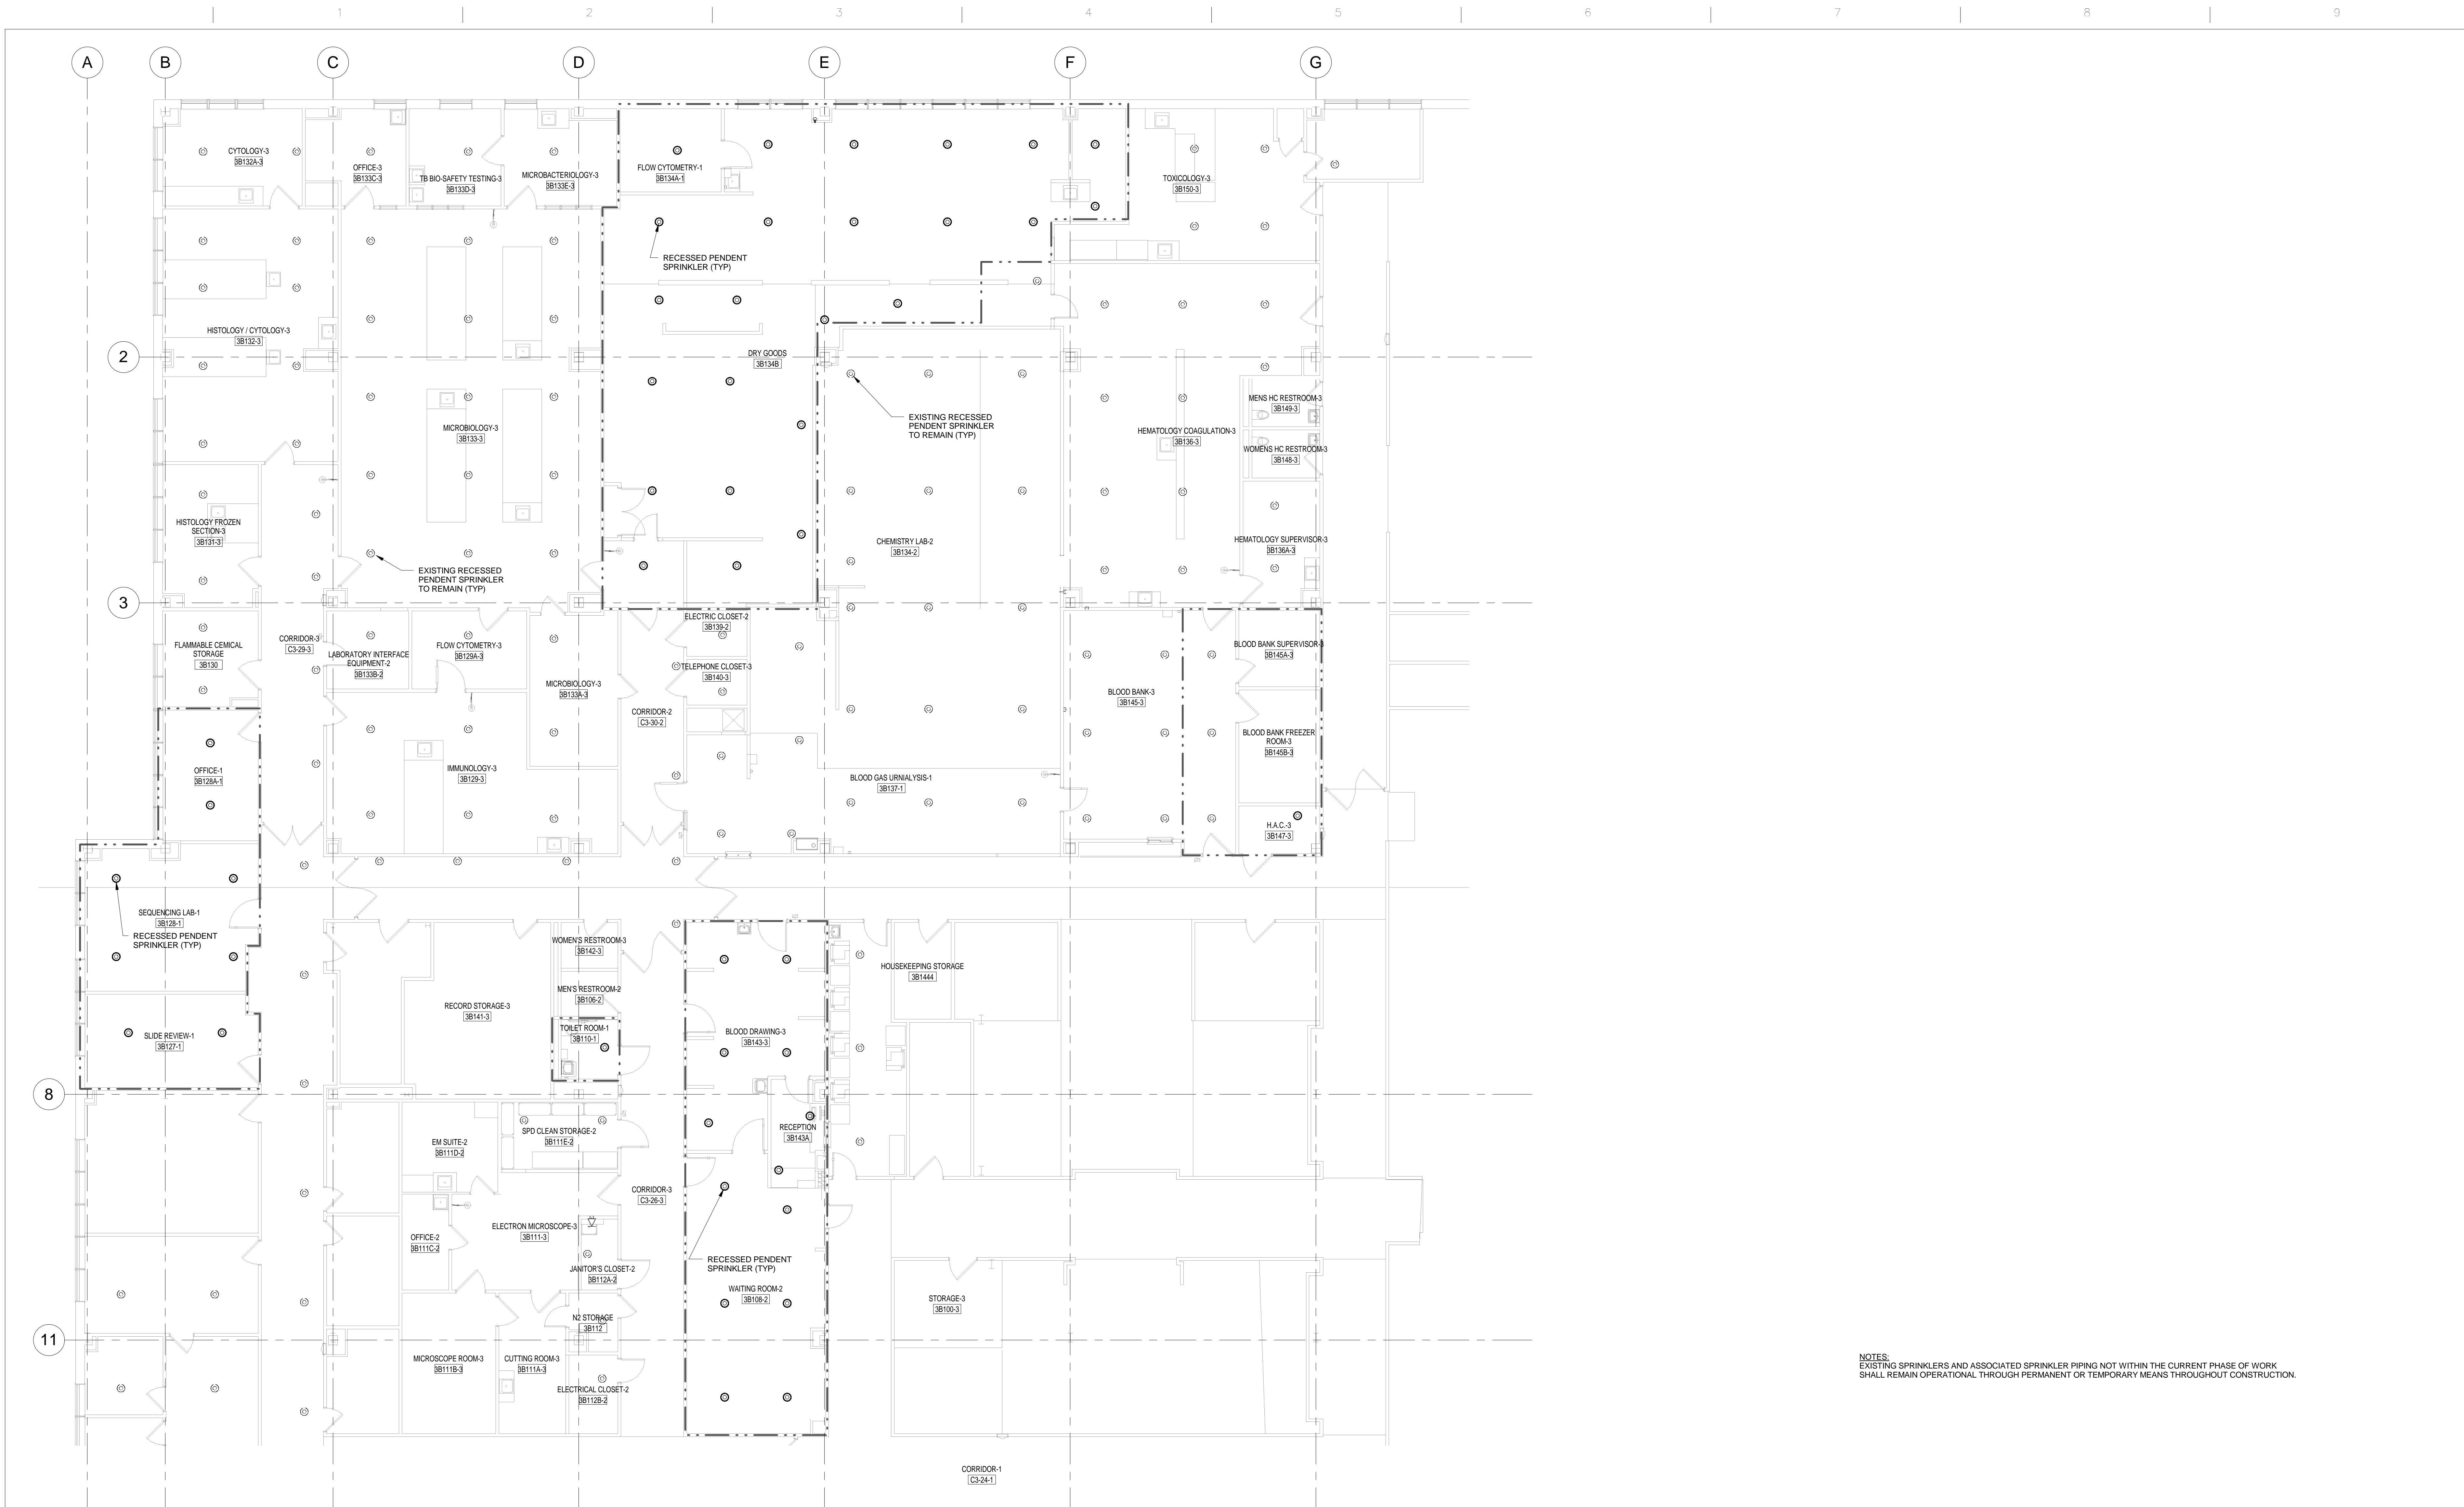 1 2 3 4 5 6 7 8 9
A B C D E F G
CYTOLOGY-3
3B132A-3
OFFICE-3
3B133C-3
TB BIO-SAFETY TESTING-3
3B133D-3
MICROBACTERIOLOGY-3
3B133E-3
FLOW CYTOMETRY-1
3B134A-1
TOXICOLOGY-3
3B150-3
RECESSED PENDENT
SPRINKLER (TYP)
HISTOLOGY / CYTOLOGY-3
3B132-3
2
DRY GOODS
3B134B
EXISTING RECESSED
PENDENT SPRINKLER
TO REMAIN (TYP)
MENS HC RESTROOM-3
3B149-3
MICROBIOLOGY-3
3B133-3
HEMATOLOGY COAGULATION-3
3B136-3
WOMENS HC RESTROOM-3
3B148-3
HISTOLOGY FROZEN
SECTION-3
3B131-3
CHEMISTRY LAB-2
3B134-2
HEMATOLOGY SUPERVISOR-3
3B136A-3
EXISTING RECESSED
PENDENT SPRINKLER
TO REMAIN (TYP)
3
ELECTRIC CLOSET-2
3B139-2
FLAMMABLE CEMICAL
STORAGE
3B130
CORRIDOR-3
C3-29-3
LABORATORY INTERFACE
EQUIPMENT-2
3B133B-2
FLOW CYTOMETRY-3
3B129A-3
BLOOD BANK SUPERVISOR-3
3B145A-3
TELEPHONE CLOSET-3
3B140-3
MICROBIOLOGY-3
3B133A-3
BLOOD BANK-3
3B145-3
CORRIDOR-2
C3-30-2
BLOOD BANK FREEZER
ROOM-3
3B145B-3
OFFICE-1
3B128A-1
IMMUNOLOGY-3
3B129-3
BLOOD GAS URNIALYSIS-1
3B137-1
H.A.C.-3
3B147-3
SEQUENCING LAB-1
3B128-1
RECESSED PENDENT
SPRINKLER (TYP)
WOMEN'S RESTROOM-3
3B142-3
HOUSEKEEPING STORAGE
3B1444
MEN'S RESTROOM-2
3B106-2
RECORD STORAGE-3
3B141-3
TOILET ROOM-1
3B110-1
BLOOD DRAWING-3
3B143-3
SLIDE REVIEW-1
3B127-1
8
RECEPTION
3B143A
SPD CLEAN STORAGE-2
3B111E-2
EM SUITE-2
3B111D-2
CORRIDOR-3
C3-26-3
ELECTRON MICROSCOPE-3
3B111-3
OFFICE-2
3B111C-2
RECESSED PENDENT
SPRINKLER (TYP)
JANITOR'S CLOSET-2
3B112A-2
WAITING ROOM-2
3B108-2
STORAGE-3
3B100-3
N2 STORAGE
3B112
11
MICROSCOPE ROOM-3
3B111B-3
CUTTING ROOM-3
3B111A-3
ELECTRICAL CLOSET-2
3B112B-2
NOTES:
EXISTING SPRINKLERS AND ASSOCIATED SPRINKLER PIPING NOT WITHIN THE CURRENT PHASE OF WORK
SHALL REMAIN OPERATIONAL THROUGH PERMANENT OR TEMPORARY MEANS THROUGHOUT CONSTRUCTION.
CORRIDOR-1
C3-24-1